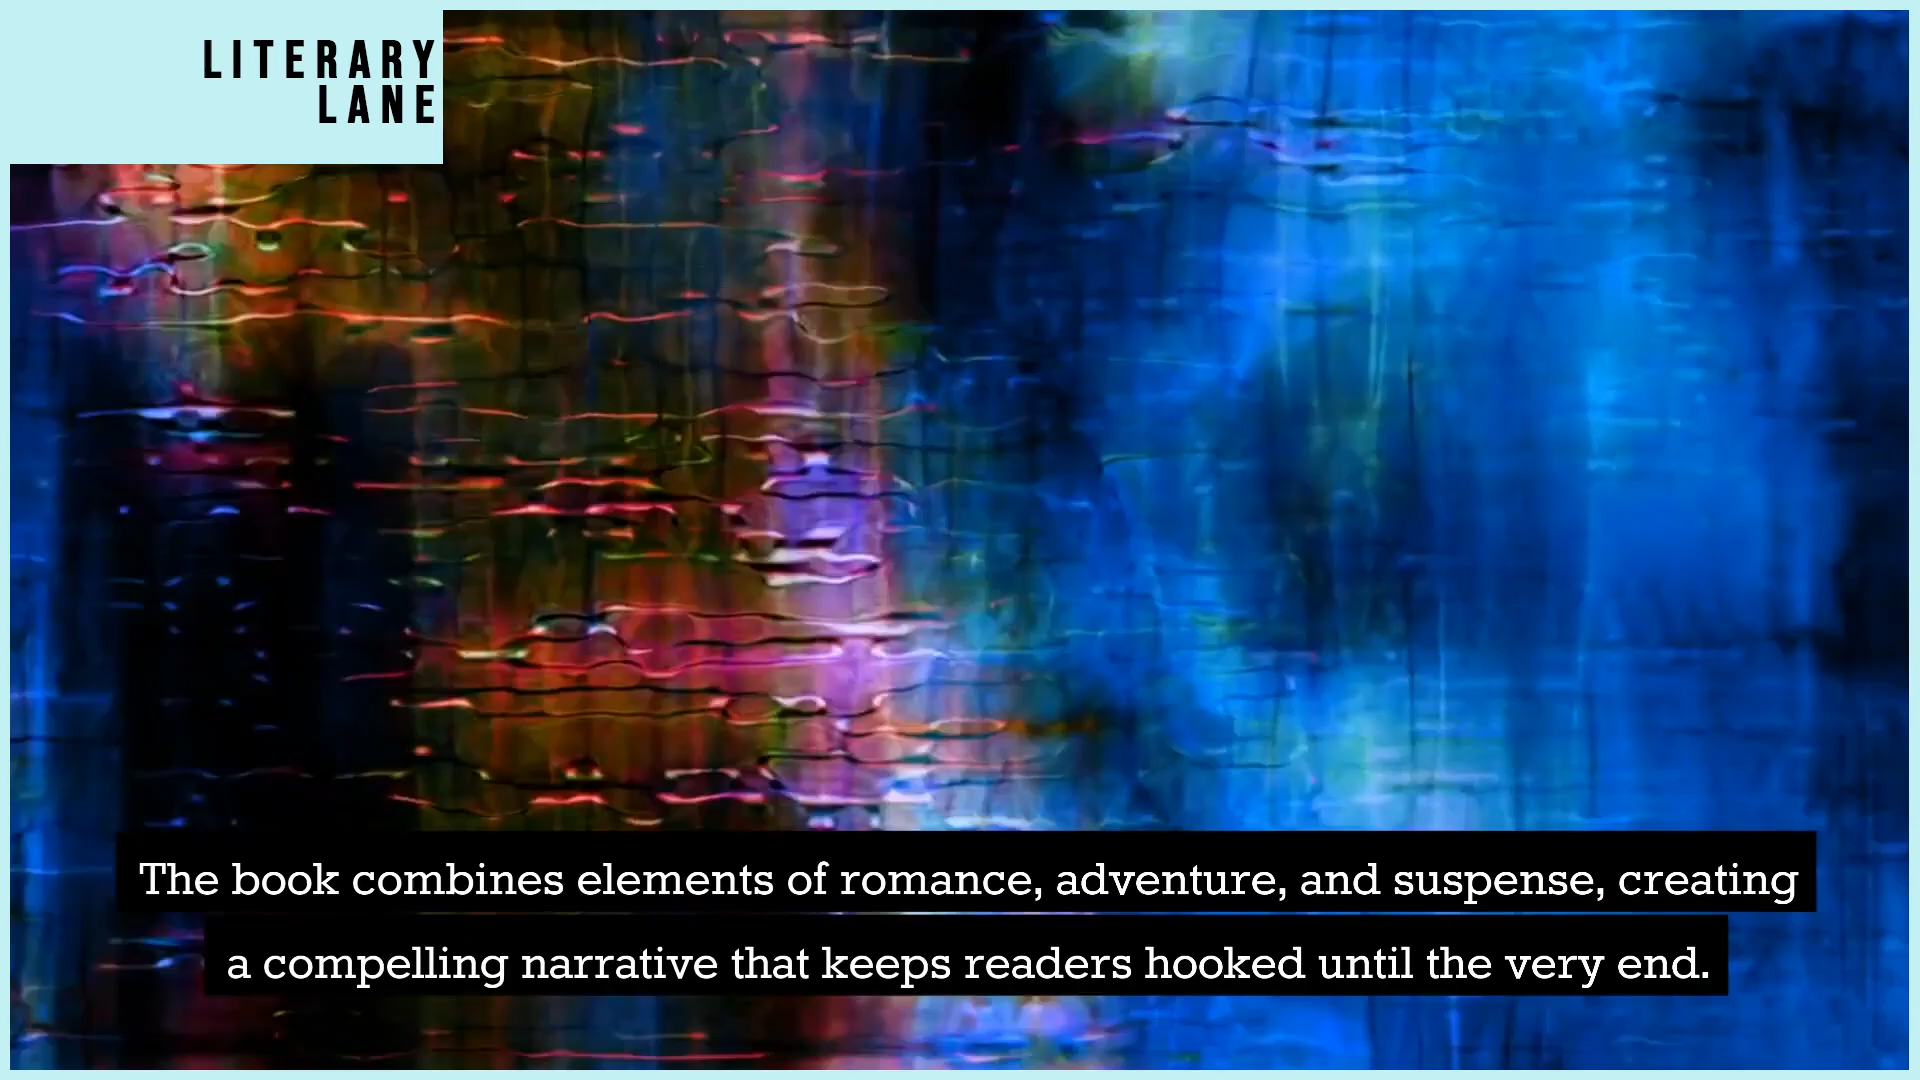 LITERARY
LANE
The book combines elements of romance, adventure, and suspense, creating
a compelling narrative that keeps readers hooked until the very end.